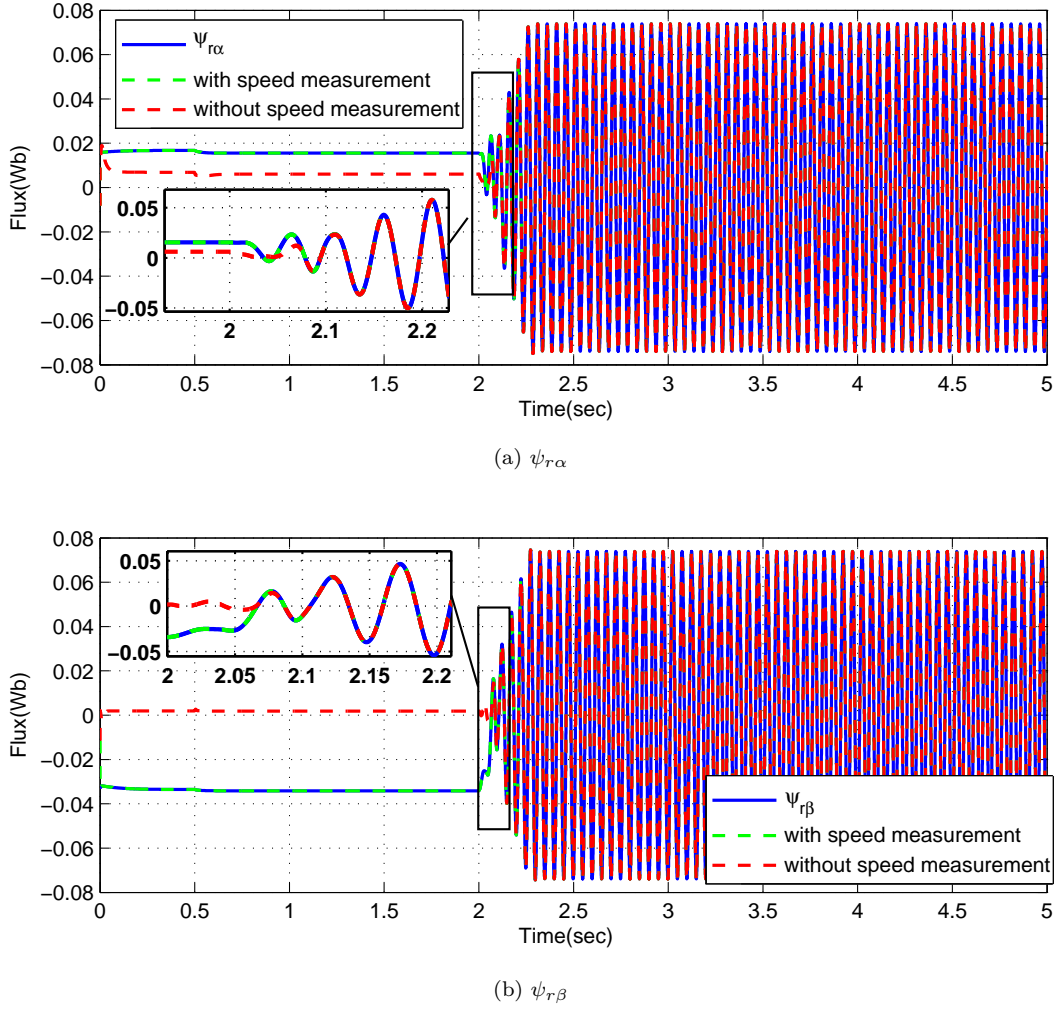 0.08
0.06
0.04
0.02
0
−0.02
−0.04
−0.06
−0.08
Flux(Wb)
ψrα
with speed measurement
without speed measurement
0.05
0
−0.05
2
2.1
2.2
0 0.5 1 1.5 2 2.5 3 3.5 4 4.5 5
Time(sec)
(a) ψrα
0.08
0.06
0.04
0.02
0
−0.02
−0.04
−0.06
−0.08
Flux(Wb)
0.05
0
−0.05
2 2.05 2.1 2.15 2.2
ψrβ
with speed measurement
without speed measurement
0 0.5 1 1.5 2 2.5 3 3.5 4 4.5 5
Time(sec)
(b) ψrβ